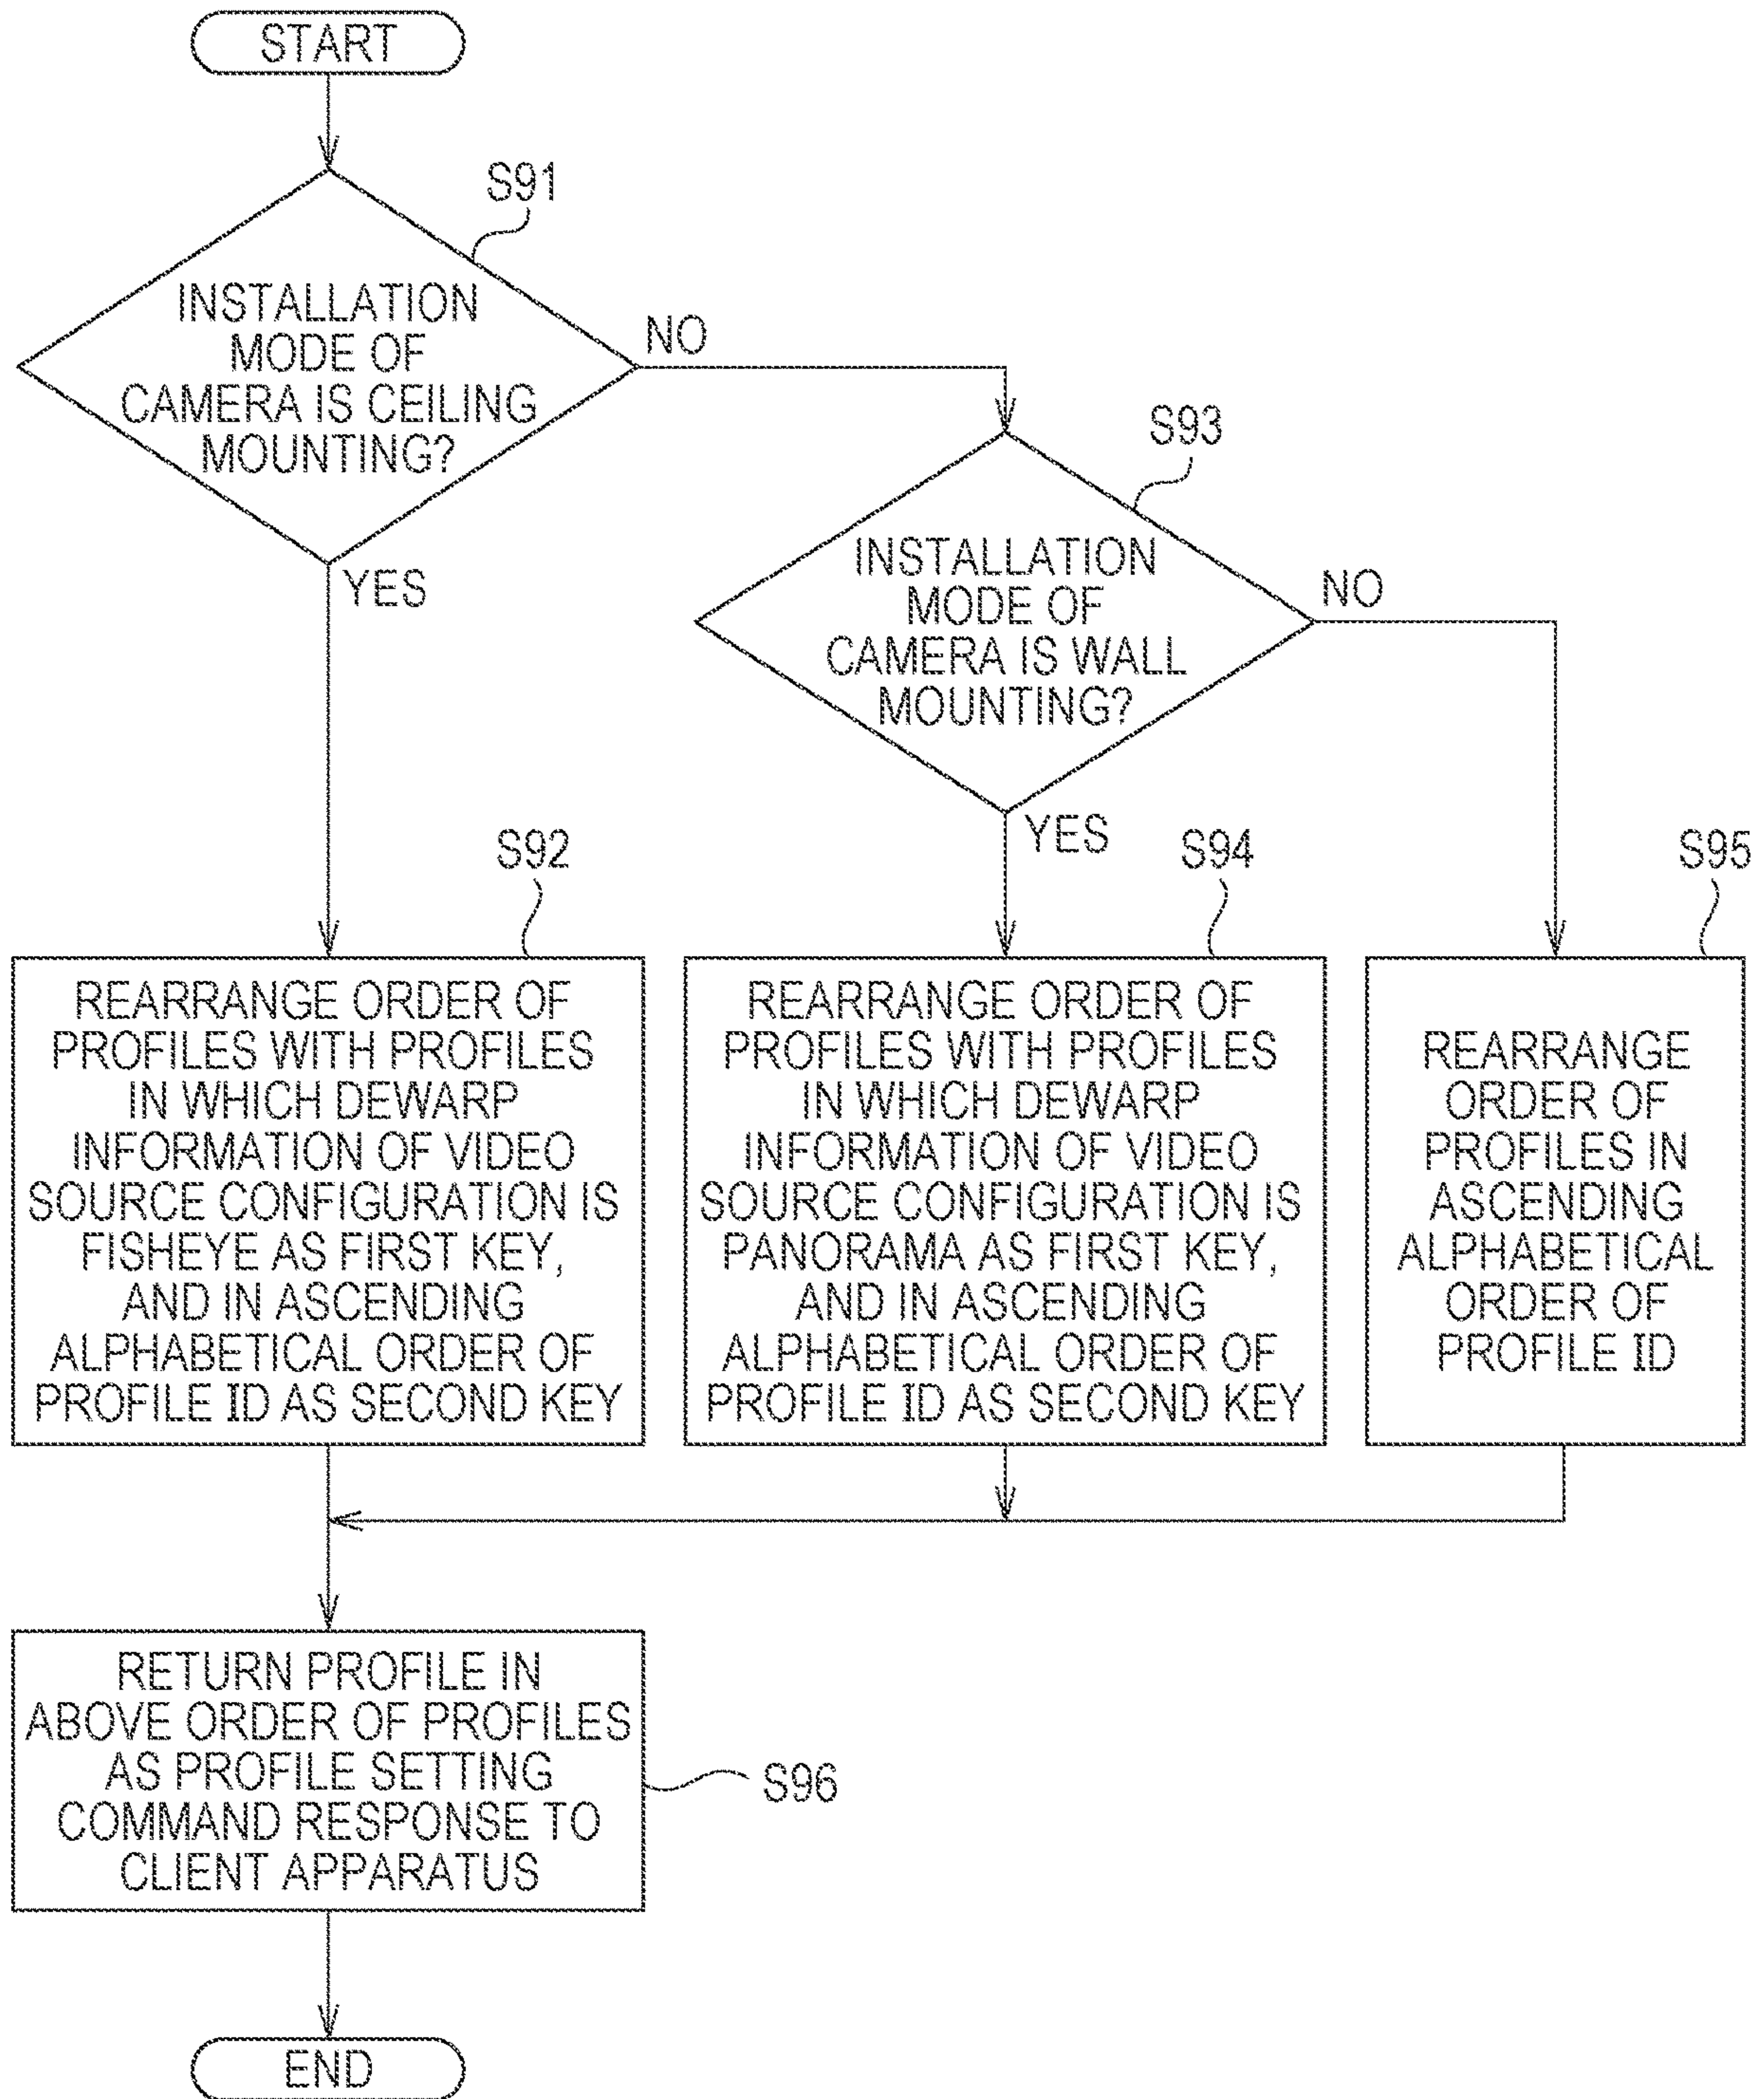 START
S91
INSTALLATION
MODE OF
CAMERA IS CEILING
MOUNTING?
NO
YES
S93
INSTALLATION
MODE OF
CAMERA IS WALL
MOUNTING?
NO
YES
S92
REARRANGE ORDER OF
PROFILES WITH PROFILES
IN WHICH DEWARP
INFORMATION OF VIDEO
SOURCE CONFIGURATION IS
FISHEYE AS FIRST KEY,
AND IN ASCENDING
ALPHABETICAL ORDER OF
PROFILE ID AS SECOND KEY
S94
REARRANGE ORDER OF
PROFILES WITH PROFILES
IN WHICH DEWARP
INFORMATION OF VIDEO
SOURCE CONFIGURATION IS
PANORAMA AS FIRST KEY,
AND IN ASCENDING
ALPHABETICAL ORDER OF
PROFILE ID AS SECOND KEY
S95
REARRANGE
ORDER OF
PROFILES IN
ASCENDING
ALPHABETICAL
ORDER OF
PROFILE ID
RETURN PROFILE IN
ABOVE ORDER OF PROFILES
AS PROFILE SETTING
COMMAND RESPONSE TO
CLIENT APPARATUS
S96
END